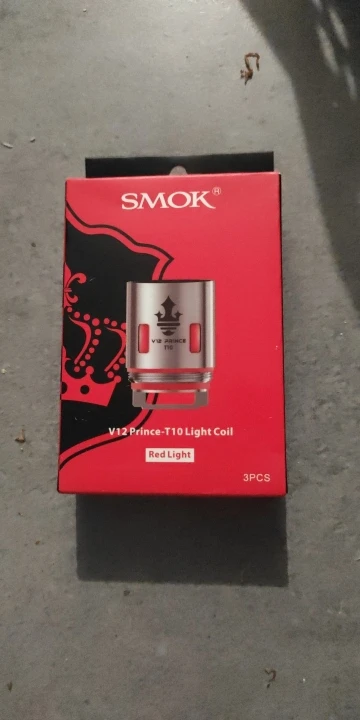 SMOK®
V12 PRINCE
T10
V12 Prince-T10 Light Coil
Red Light
3PCS